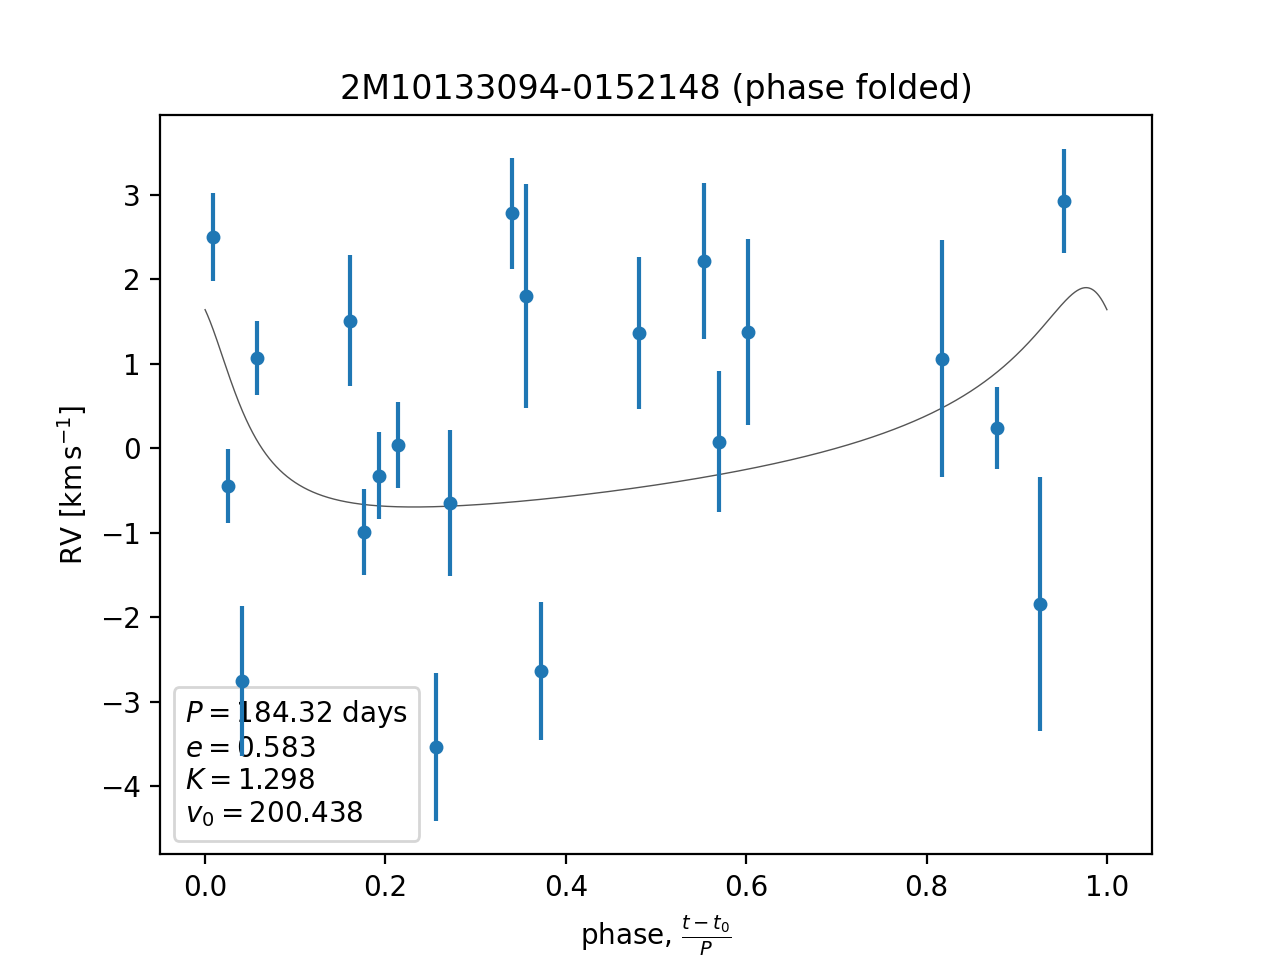 2M10133094-0152148 (phase folded)
3
2
1
0
−1
−2
−3
−4
RV [km s⁻¹]
P = 184.32 days
e = 0.583
K = 1.298
v₀ = 200.438
0.0 0.2 0.4 0.6 0.8 1.0
phase, (t − t₀)/P